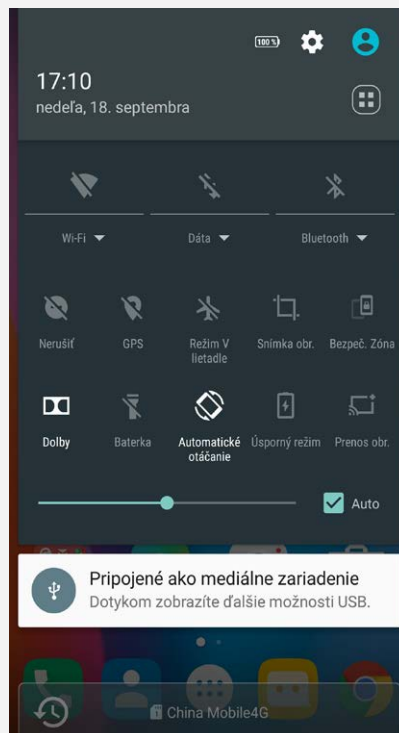 100 %
17:10
nedeľa, 18. septembra
Wi-Fi
Dáta
Bluetooth
Nerušiť
GPS
Režim V
lietadle
Snímka obr.
Bezpeč. Zóna
Dolby
Baterka
Automatické
otáčanie
Úsporný režim
Prenos obr.
Auto
Pripojené ako mediálne zariadenie
Dotykom zobrazíte ďalšie možnosti USB.
China Mobile4G